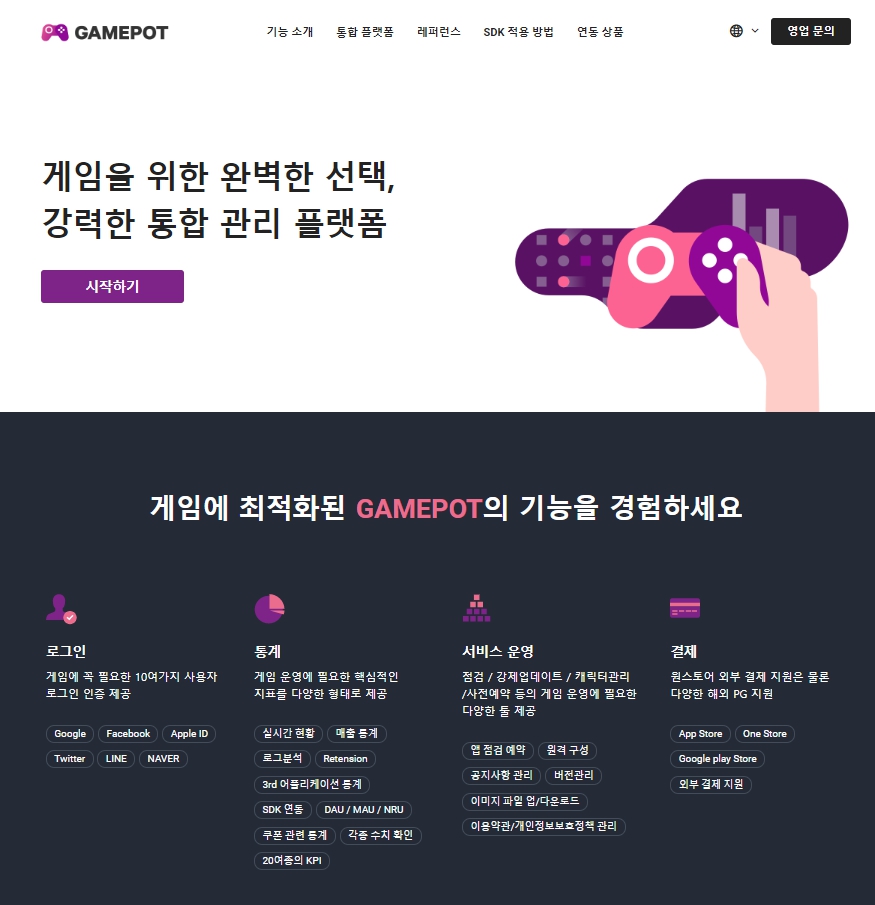 GAMEPOT
기능 소개 통합 플랫폼 레퍼런스 SDK 적용 방법 연동 상품
영업 문의
게임을 위한 완벽한 선택,
강력한 통합 관리 플랫폼
시작하기
게임에 최적화된 GAMEPOT의 기능을 경험하세요
로그인
게임에 꼭 필요한 10여가지 사용자
로그인 인증 제공
Google Facebook Apple ID
Twitter LINE NAVER
통계
게임 운영에 필요한 핵심적인
지표를 다양한 형태로 제공
실시간 현황 매출 통계
로그분석 Retension
3rd 어플리케이션 통계
SDK 연동 DAU / MAU / NRU
쿠폰 관련 통계 각종 수치 확인
20여종의 KPI
서비스 운영
점검 / 강제업데이트 / 캐릭터관리
/사전예약 등의 게임 운영에 필요한
다양한 툴 제공
앱 점검 예약 원격 구성
공지사항 관리 버전관리
이미지 파일 업/다운로드
이용약관/개인정보보호정책 관리
결제
원스토어 외부 결제 지원은 물론
다양한 해외 PG 지원
App Store One Store
Google play Store
외부 결제 지원